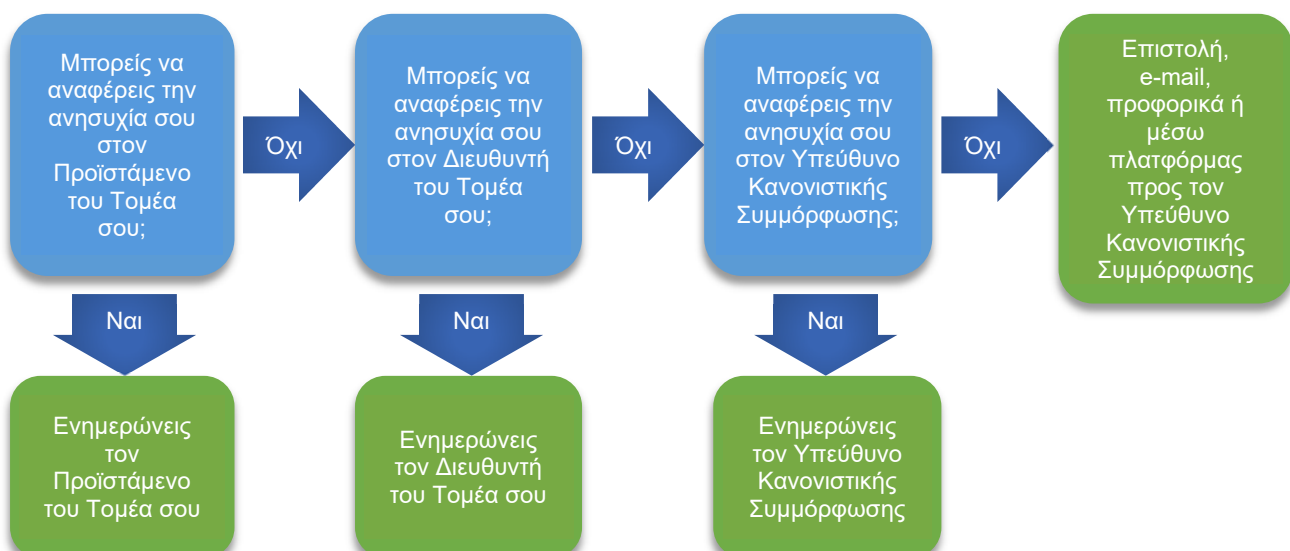 Μπορείς να
αναφέρεις την
ανησυχία σου
στον
Προϊστάμενο
του Τομέα
σου;
Όχι
Μπορείς να
αναφέρεις την
ανησυχία σου
στον Διευθυντή
του Τομέα
σου;
Όχι
Μπορείς να
αναφέρεις την
ανησυχία σου
στον Υπεύθυνο
Κανονιστικής
Συμμόρφωσης;
Όχι
Επιστολή,
e-mail,
προφορικά ή
μέσω
πλατφόρμας
προς τον
Υπεύθυνο
Κανονιστικής
Συμμόρφωσης
Ναι
Ναι
Ναι
Ενημερώνεις
τον
Προϊστάμενο
του Τομέα σου
Ενημερώνεις
τον Διευθυντή
του Τομέα σου
Ενημερώνεις
τον Υπεύθυνο
Κανονιστικής
Συμμόρφωσης